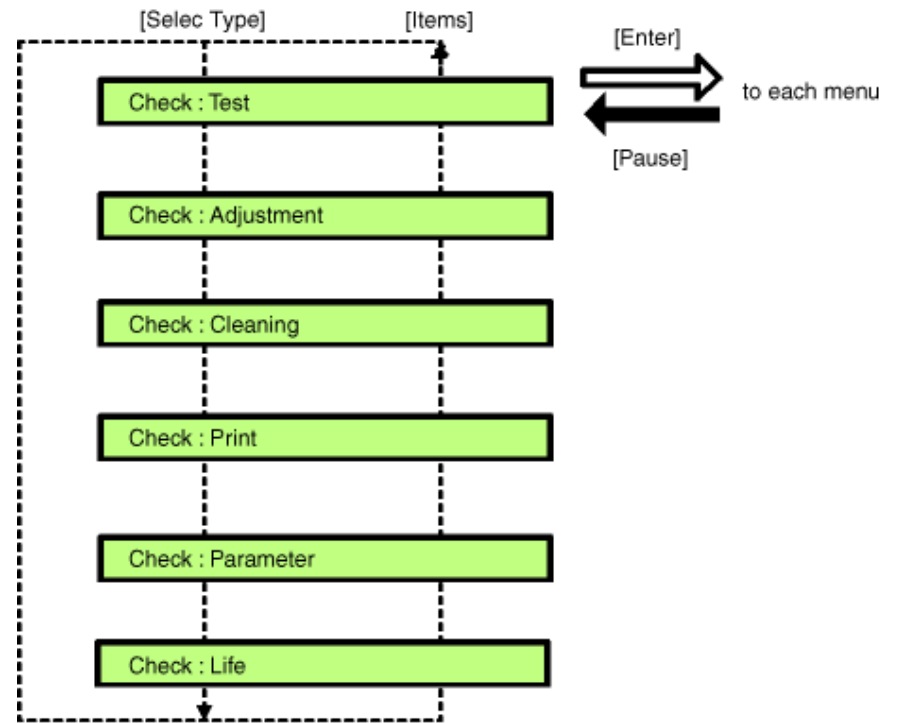 [Selec Type]
[Items]
[Enter]
Check : Test
to each menu
[Pause]
Check : Adjustment
Check : Cleaning
Check : Print
Check : Parameter
Check : Life